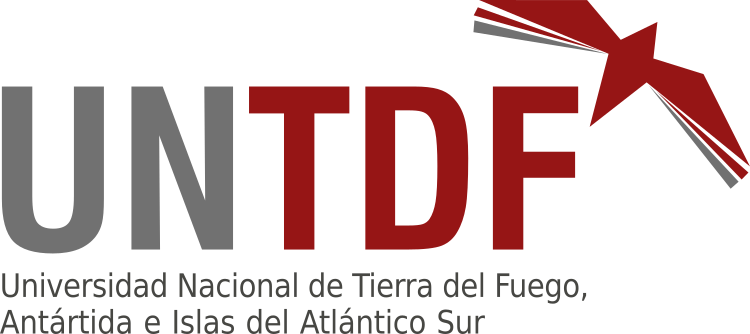 UNTDF
Universidad Nacional de Tierra del Fuego,
Antártida e Islas del Atlántico Sur